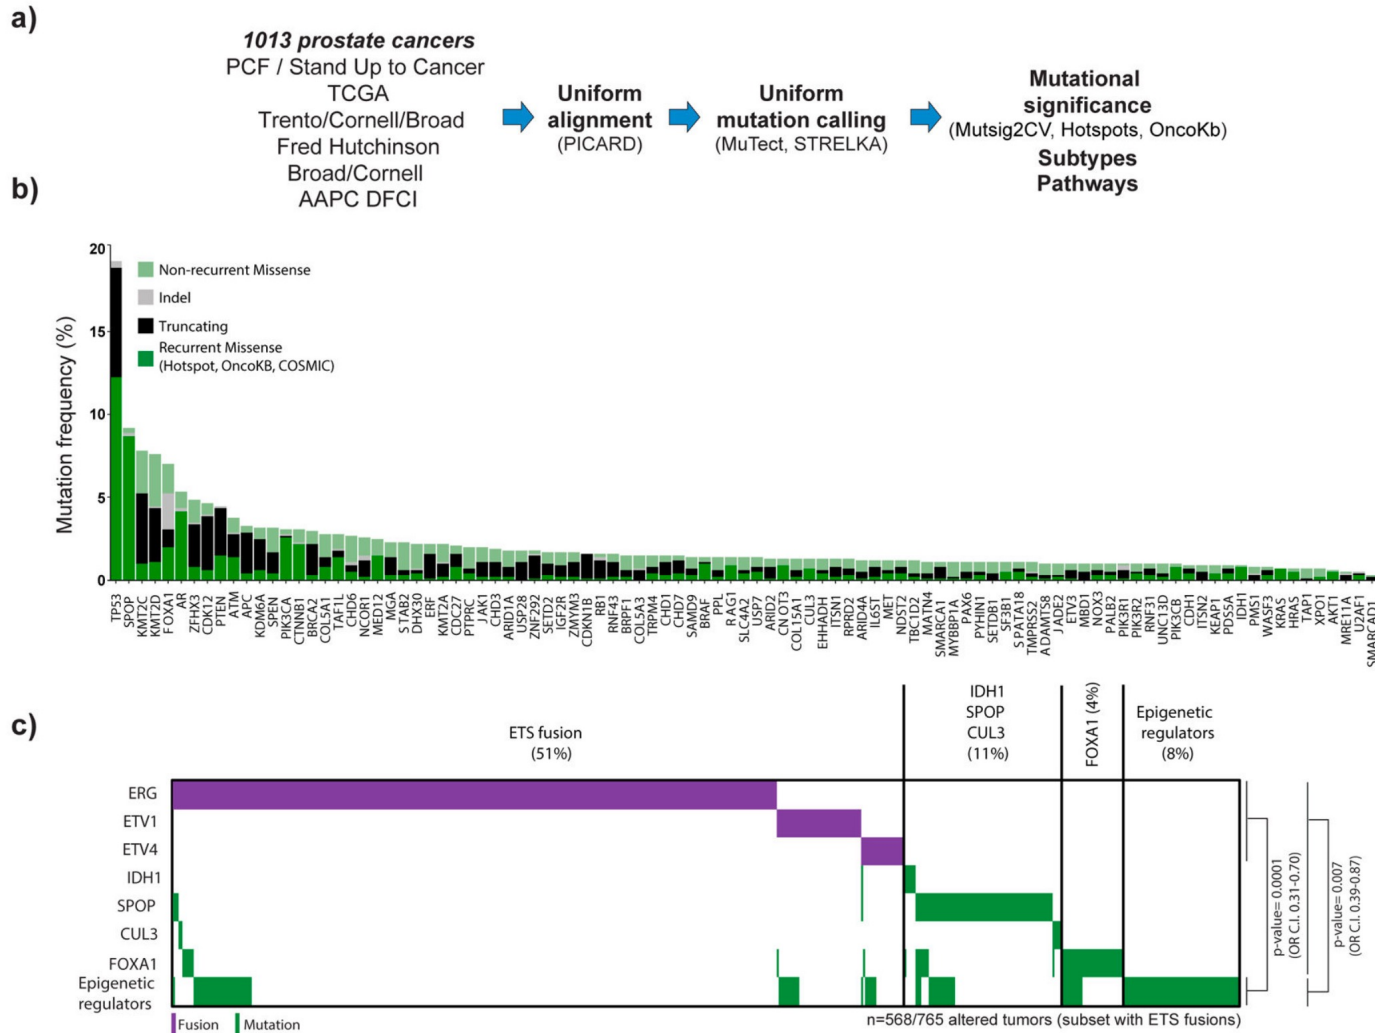 a)
1013 prostate cancers
PCF / Stand Up to Cancer
TCGA
Trento/Cornell/Broad
Fred Hutchinson
Broad/Cornell
AAPC DFCI
Uniform
alignment
(PICARD)
Uniform
mutation calling
(MuTect, STRELKA)
Mutational
significance
(Mutsig2CV, Hotspots, OncoKb)
Subtypes
Pathways
b)
Mutation frequency (%)
20
15
10
5
0
Non-recurrent Missense
Indel
Truncating
Recurrent Missense
(Hotspot, OncoKB, COSMIC)
TP53
SPOP
KMT2C
KMT2D
FOXA1
AR
ZFHX3
CDK12
PTEN
ATM
APC
KDM6A
SPEN
PIK3CA
CTNNB1
BRCA2
COL5A1
TAF1L
CHD6
NCOR1
MED12
MGA
STAB2
DHX30
ERF
KMT2A
CDC27
PTPRC
JAK1
CHD3
ARID1A
USP28
ZNF292
SETD2
IGF2R
ZMYM3
CDKN1B
RB1
RNF43
BRPF1
COL5A3
TRPM4
CHD1
CHD7
SAMD9
BRAF
PPL
RAG1
SLC4A2
USP7
ARID2
CNOT3
COL15A1
CUL3
EHHADH
ITSN1
RPRD2
ARID4A
IL6ST
MET
NDST2
TBC1D2
MATN4
SMARCA1
MYBBP1A
PAX6
PYHIN1
SETDB1
SF3B1
SPATA18
TMPRSS2
ADAMTS8
JADE2
ETV3
MBD1
NOX3
PALB2
PIK3R1
PIK3R2
RNF31
UNC13D
PIK3CB
CDH1
ITSN2
KEAP1
PDS5A
IDH1
PMS1
WASF3
KRAS
HRAS
TAP1
XPO1
AKT1
MRE11A
U2AF1
SMARCAD1
c)
ETS fusion
(51%)
IDH1
SPOP
CUL3
(11%)
FOXA1 (4%)
Epigenetic
regulators
(8%)
ERG
ETV1
ETV4
IDH1
SPOP
CUL3
FOXA1
Epigenetic
regulators
p-value= 0.0001
(OR C.I. 0.31-0.70)
p-value= 0.007
(OR C.I. 0.39-0.87)
Fusion
Mutation
n=568/765 altered tumors (subset with ETS fusions)